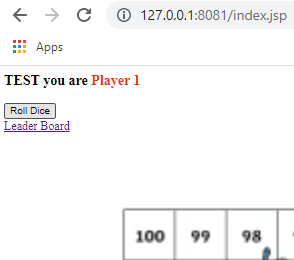 127.0.0.1:8081/index.jsp
Apps
TEST you are Player 1
Roll Dice
Leader Board
100 99 98